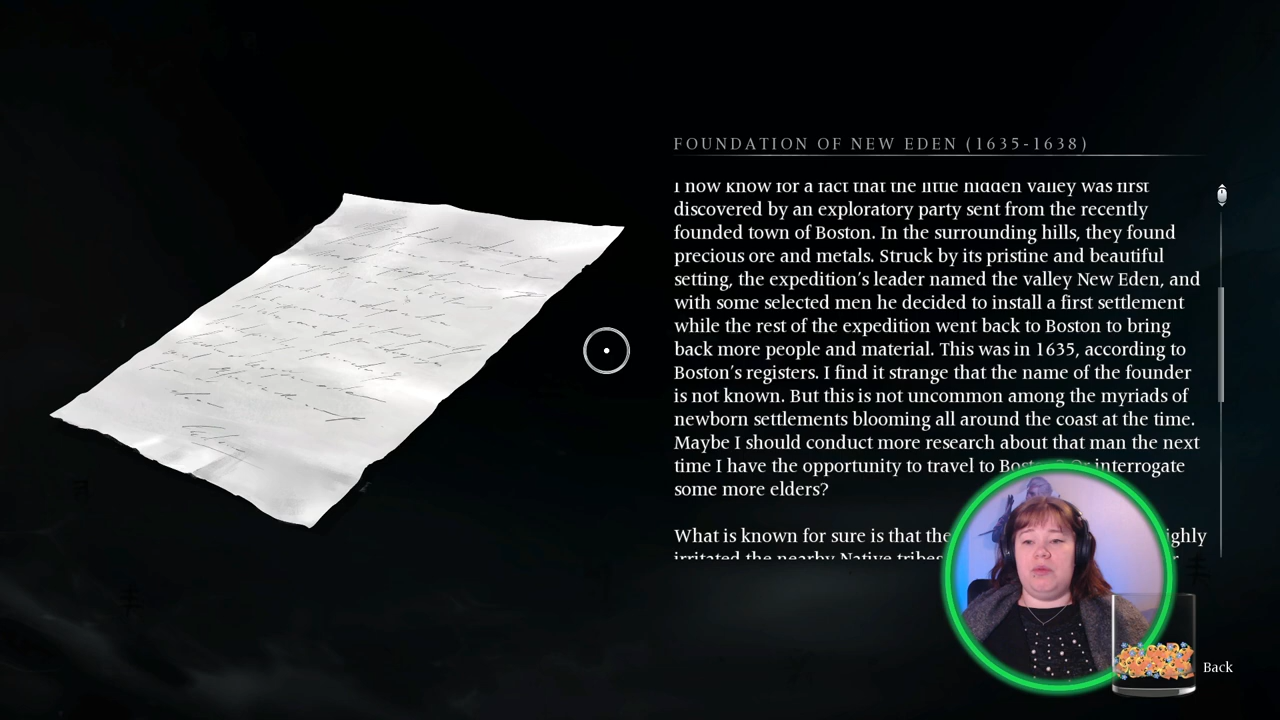 FOUNDATION OF NEW EDEN (1635-1638)
I now know for a fact that the little hidden valley was first
discovered by an exploratory party sent from the recently
founded town of Boston. In the surrounding hills, they found
precious ore and metals. Struck by its pristine and beautiful
setting, the expedition's leader named the valley New Eden, and
with some selected men he decided to install a first settlement
while the rest of the expedition went back to Boston to bring
back more people and material. This was in 1635, according to
Boston's registers. I find it strange that the name of the founder
is not known. But this is not uncommon among the myriads of
newborn settlements blooming all around the coast at the time.
Maybe I should conduct more research about that man the next
time I have the opportunity to travel to Boston? Or interrogate
some more elders?
What is known for sure is that the
irritated the nearby Native tribes
Back